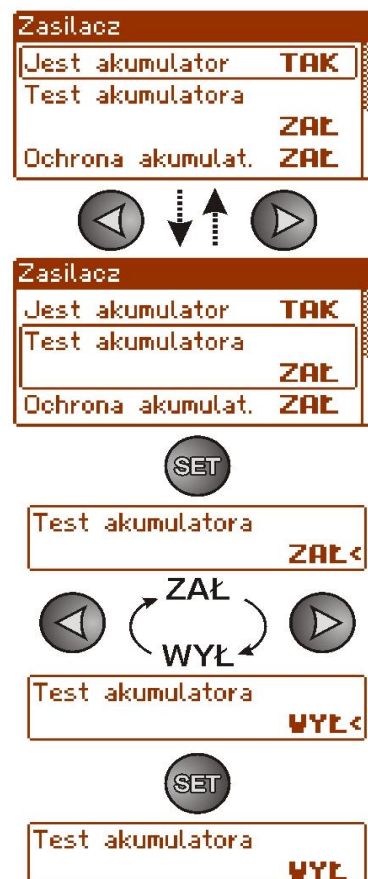 Zasilacz
Jest akumulator TAK
Test akumulatora
ZAŁ
Ochrona akumulat. ZAŁ
Zasilacz
Jest akumulator TAK
Test akumulatora
ZAŁ
Ochrona akumulat. ZAŁ
SET
Test akumulatora
ZAŁ<
ZAŁ
WYŁ
Test akumulatora
WYŁ<
SET
Test akumulatora
WYŁ